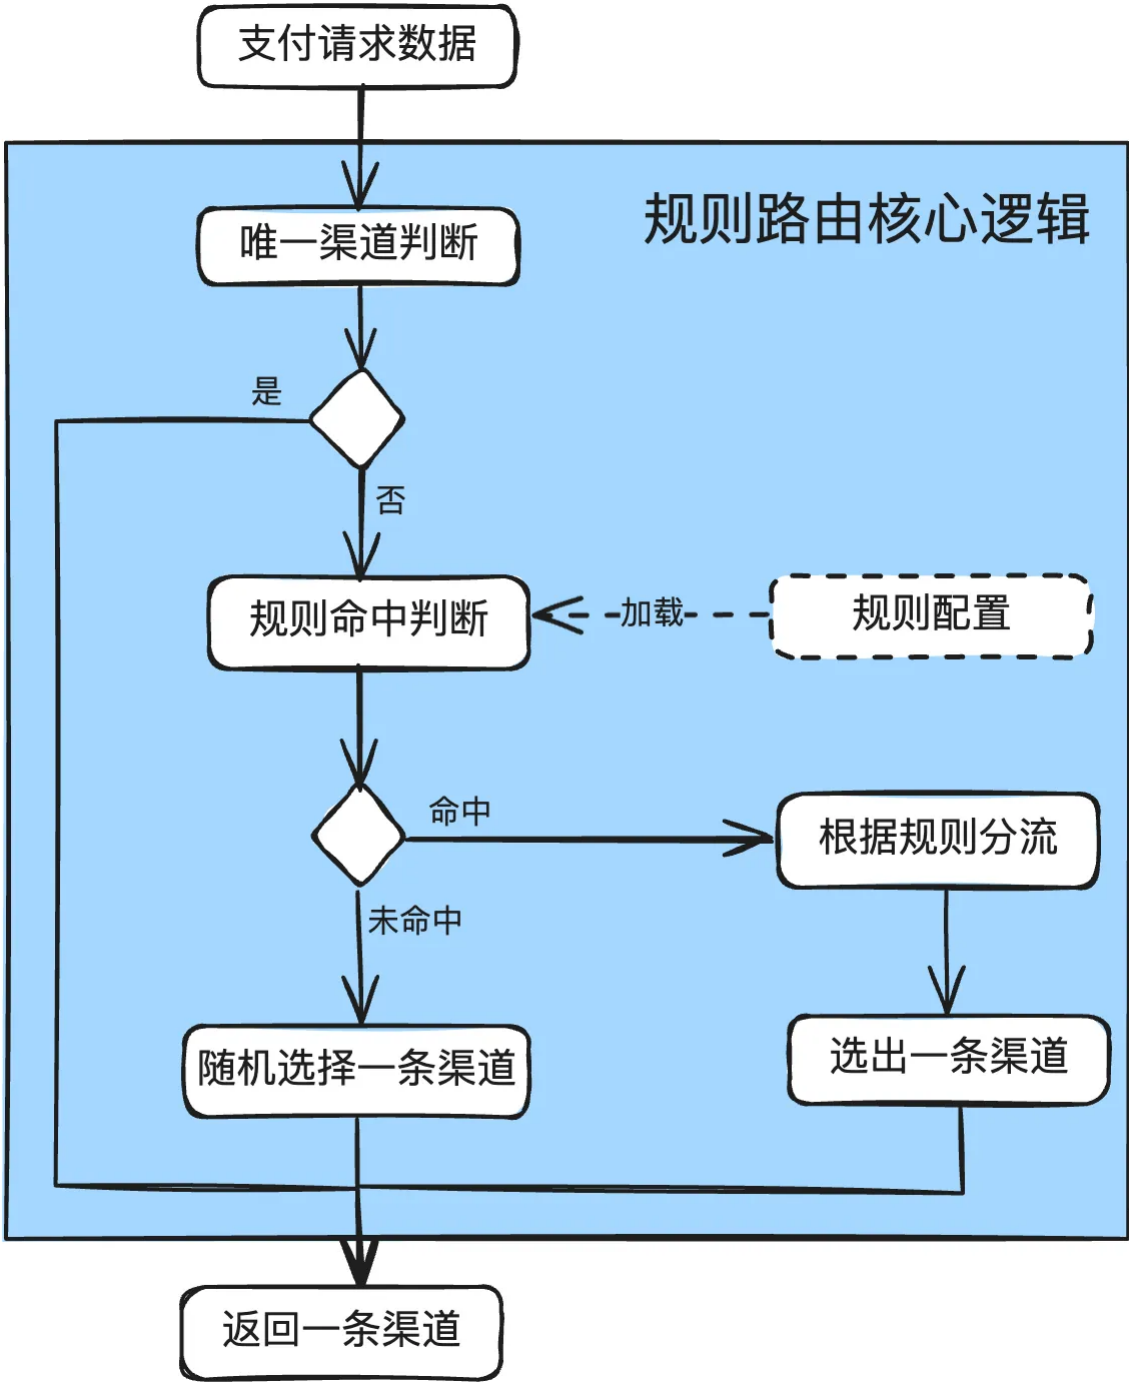 支付请求数据
规则路由核心逻辑
唯一渠道判断
是
否
规则命中判断
加载
规则配置
命中
根据规则分流
未命中
随机选择一条渠道
选出一条渠道
返回一条渠道